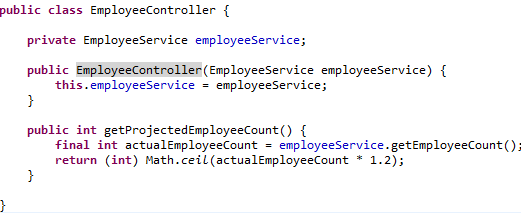 public class EmployeeController {
private EmployeeService employeeService;
public EmployeeController(EmployeeService employeeService) {
this.employeeService = employeeService;
}
public int getProjectedEmployeeCount() {
final int actualEmployeeCount = employeeService.getEmployeeCount();
return (int) Math.ceil(actualEmployeeCount * 1.2);
}
}